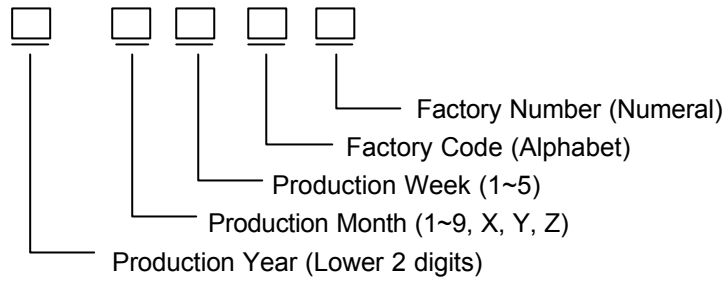 Factory Number (Numeral)
Factory Code (Alphabet)
Production Week (1~5)
Production Month (1~9, X, Y, Z)
Production Year (Lower 2 digits)